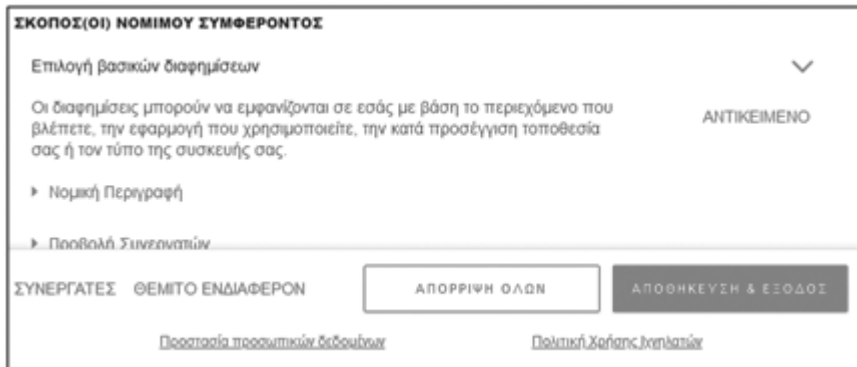 ΣΚΟΠΟΣ(ΟΙ) ΝΟΜΙΜΟΥ ΣΥΜΦΕΡΟΝΤΟΣ
Επιλογή βασικών διαφημίσεων
Οι διαφημίσεις μπορούν να εμφανίζονται σε εσάς με βάση το περιεχόμενο που
βλέπετε, την εφαρμογή που χρησιμοποιείτε, την κατά προσέγγιση τοποθεσία
σας ή τον τύπο της συσκευής σας.
ΑΝΤΙΚΕΙΜΕΝΟ
Νομική Περιγραφή
Προβολή Συνεργατών
ΣΥΝΕΡΓΑΤΕΣ ΘΕΜΙΤΟ ΕΝΔΙΑΦΕΡΟΝ ΑΠΟΡΡΙΨΗ ΟΛΩΝ ΑΠΟΘΗΚΕΥΣΗ & ΕΞΟΔΟΣ
Προστασία προσωπικών δεδομένων Πολιτική Χρήσης Ιχνηλατών